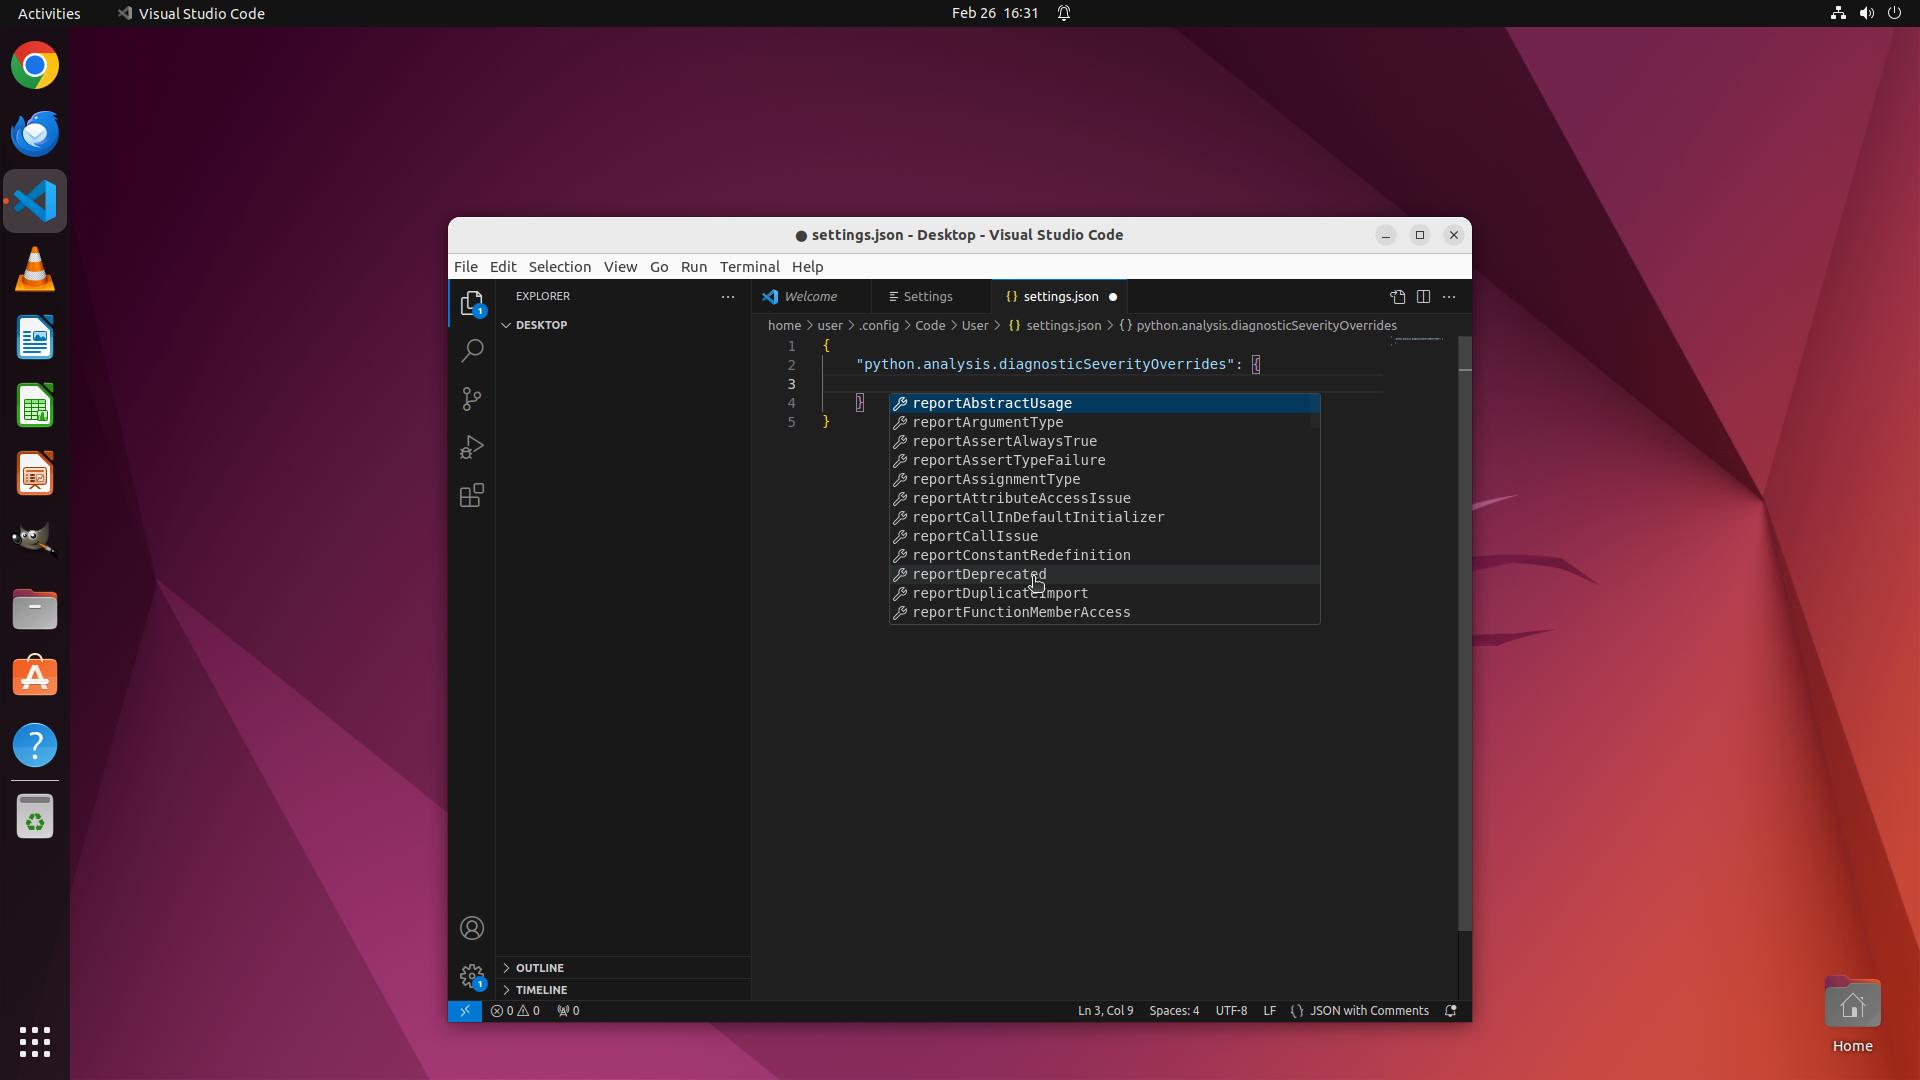 Activities
Visual Studio Code
Feb 26 16:31
● settings.json - Desktop - Visual Studio Code
File Edit Selection View Go Run Terminal Help
EXPLORER
Welcome
Settings
settings.json
DESKTOP
home > user > .config > Code > User > {} settings.json > {} python.analysis.diagnosticSeverityOverrides
1 {
2 "python.analysis.diagnosticSeverityOverrides": {
3
4 }
5 }
reportAbstractUsage
reportArgumentType
reportAssertAlwaysTrue
reportAssertTypeFailure
reportAssignmentType
reportAttributeAccessIssue
reportCallInDefaultInitializer
reportCallIssue
reportConstantRedefinition
reportDeprecated
reportDuplicateImport
reportFunctionMemberAccess
1
1
OUTLINE
TIMELINE
0 0 0
Ln 3, Col 9 Spaces: 4 UTF-8 LF {} JSON with Comments
Home